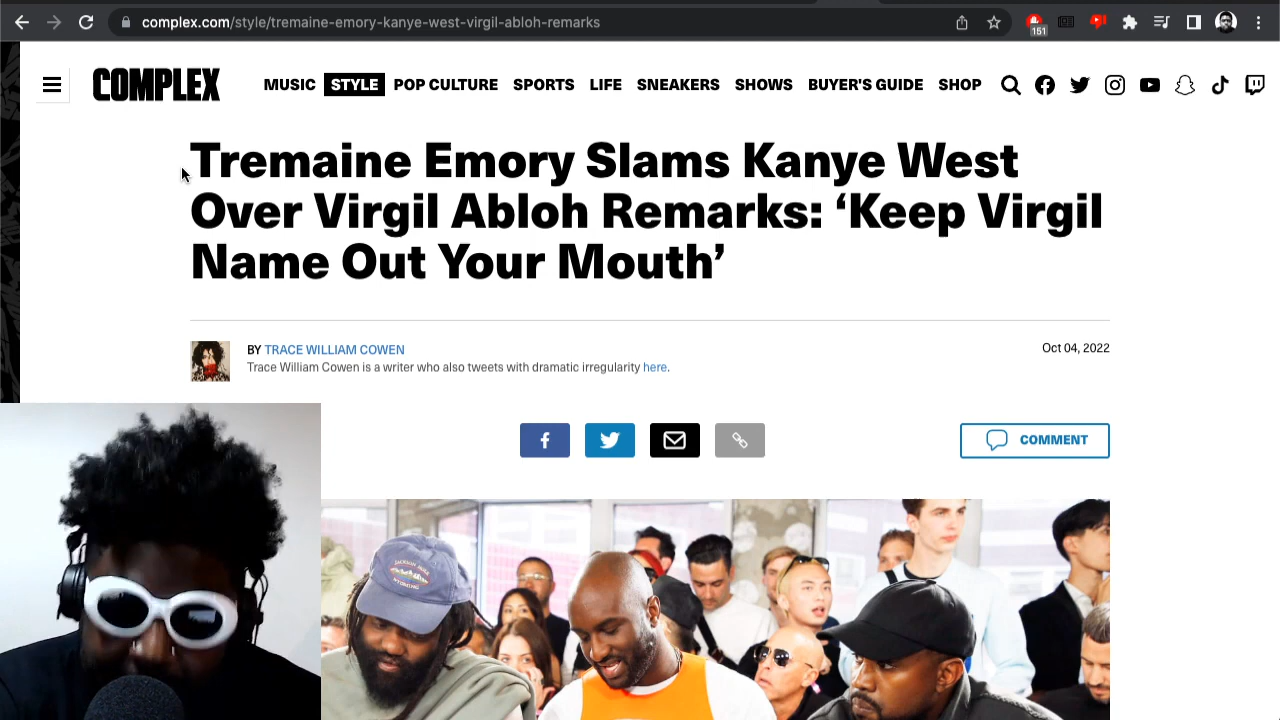 complex.com/style/tremaine-emory-kanye-west-virgil-abloh-remarks
151
COMPLEX
MUSIC STYLE POP CULTURE SPORTS LIFE SNEAKERS SHOWS BUYER'S GUIDE SHOP
Tremaine Emory Slams Kanye West
Over Virgil Abloh Remarks: ‘Keep Virgil
Name Out Your Mouth’
BY TRACE WILLIAM COWEN
Oct 04, 2022
Trace William Cowen is a writer who also tweets with dramatic irregularity here.
COMMENT
JACKSON HOLE
WYOMING